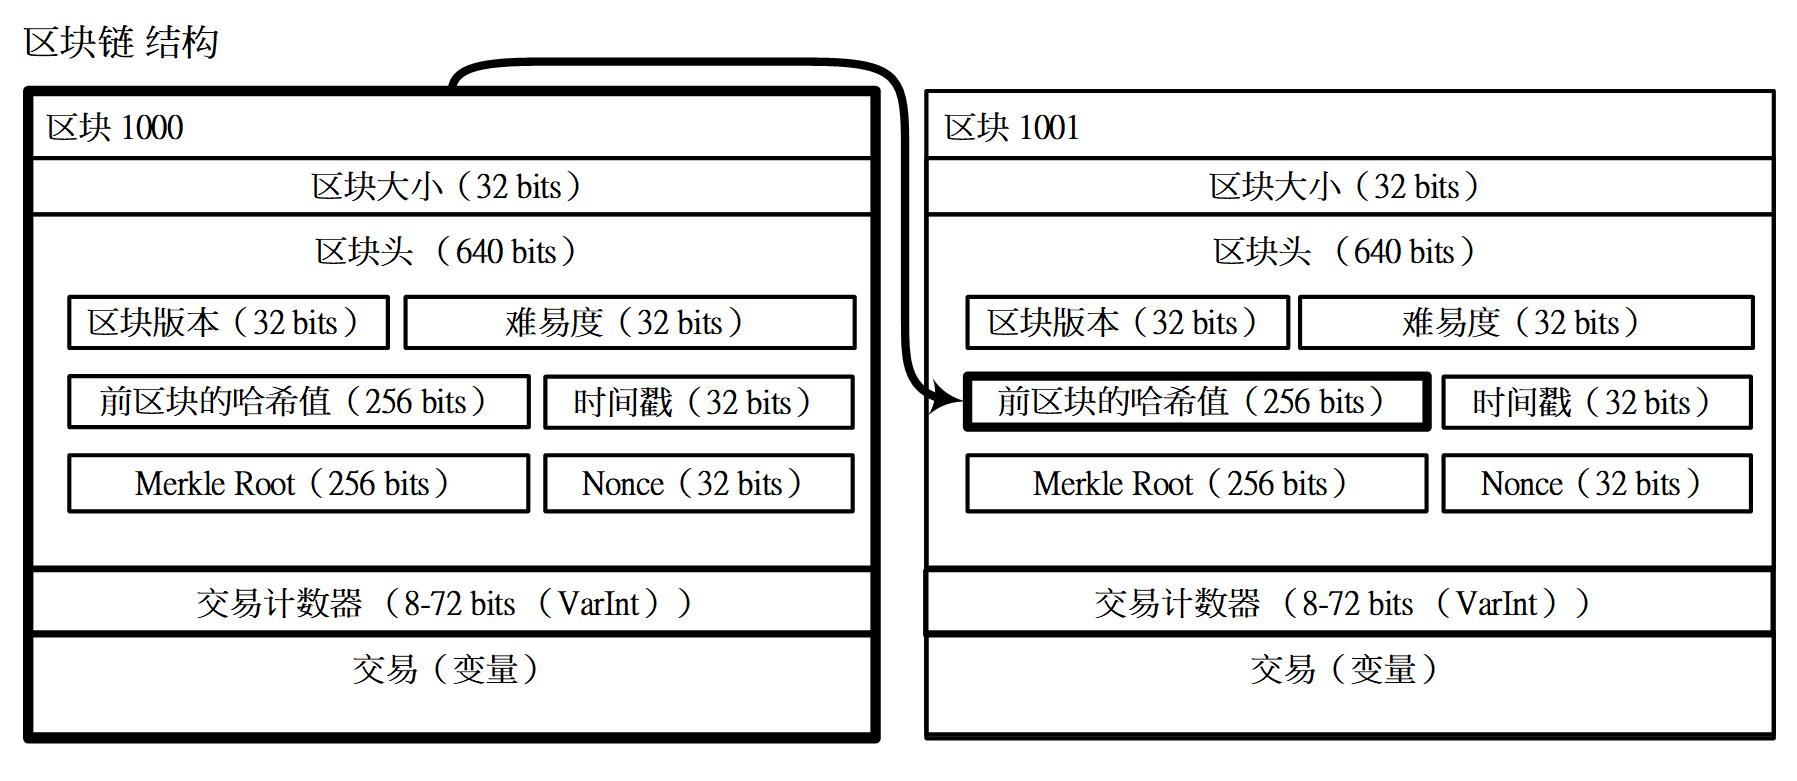 区块链 结构
区块 1000
区块大小（32 bits）
区块头 （640 bits）
区块版本（32 bits）
难易度（32 bits）
前区块的哈希值（256 bits）
时间戳（32 bits）
Merkle Root（256 bits）
Nonce（32 bits）
交易计数器 （8-72 bits （VarInt））
交易（变量）
区块 1001
区块大小（32 bits）
区块头 （640 bits）
区块版本（32 bits）
难易度（32 bits）
前区块的哈希值（256 bits）
时间戳（32 bits）
Merkle Root（256 bits）
Nonce（32 bits）
交易计数器 （8-72 bits （VarInt））
交易（变量）